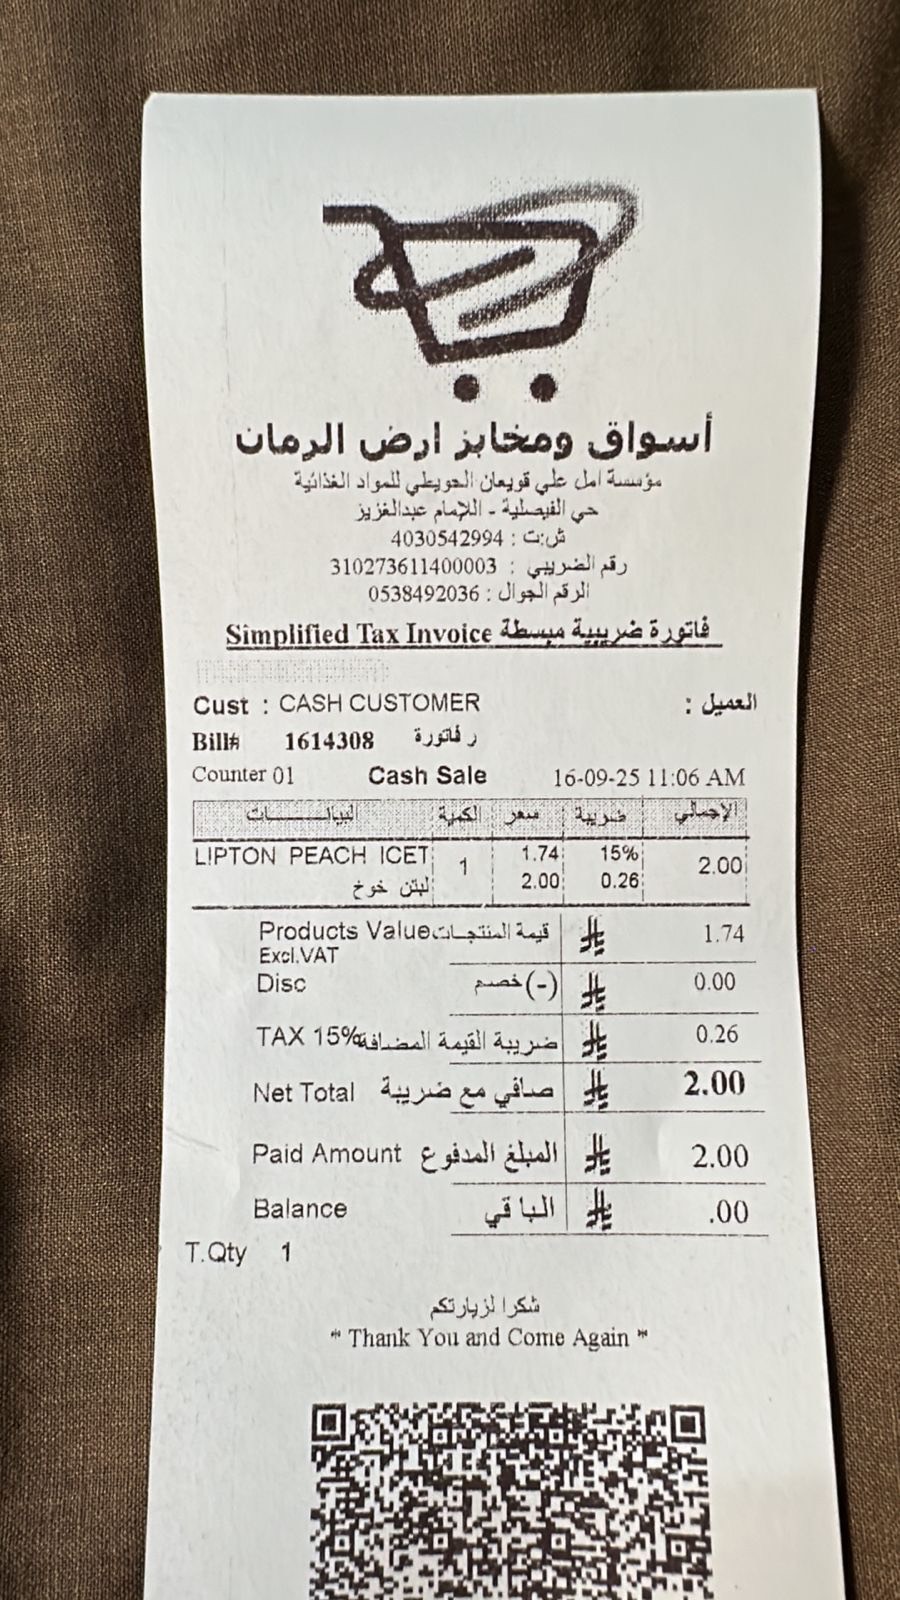 أسواق ومخابز ارض الرمان
مؤسسة امل علي قويعان الحويطي للمواد الغذائية
حي الفيصلية - اللإمام عبدالعزيز
ش:ت : 4030542994
رقم الضريبي : 310273611400003
الرقم الجوال : 0538492036
Simplified Tax Invoice فاتورة ضريبية مبسطة
Cust : CASH CUSTOMER العميل :
Bill# 1614308 ر فاتورة
Counter 01 Cash Sale 16-09-25 11:06 AM
لبيانـــــــات الكمية سعر ضريبة الإجمالي
LIPTON PEACH ICET 1 1.74 15% 2.00
لبتن خوخ 2.00 0.26
Products Value قيمة المنتجـات 1.74
Excl.VAT
Disc خصم (-) 0.00
TAX 15% ضريبة القيمة المضافة 0.26
Net Total صافي مع ضريبة 2.00
Paid Amount المبلغ المدفوع 2.00
Balance البا قي .00
T.Qty 1
شكرا لزيارتكم
* Thank You and Come Again *